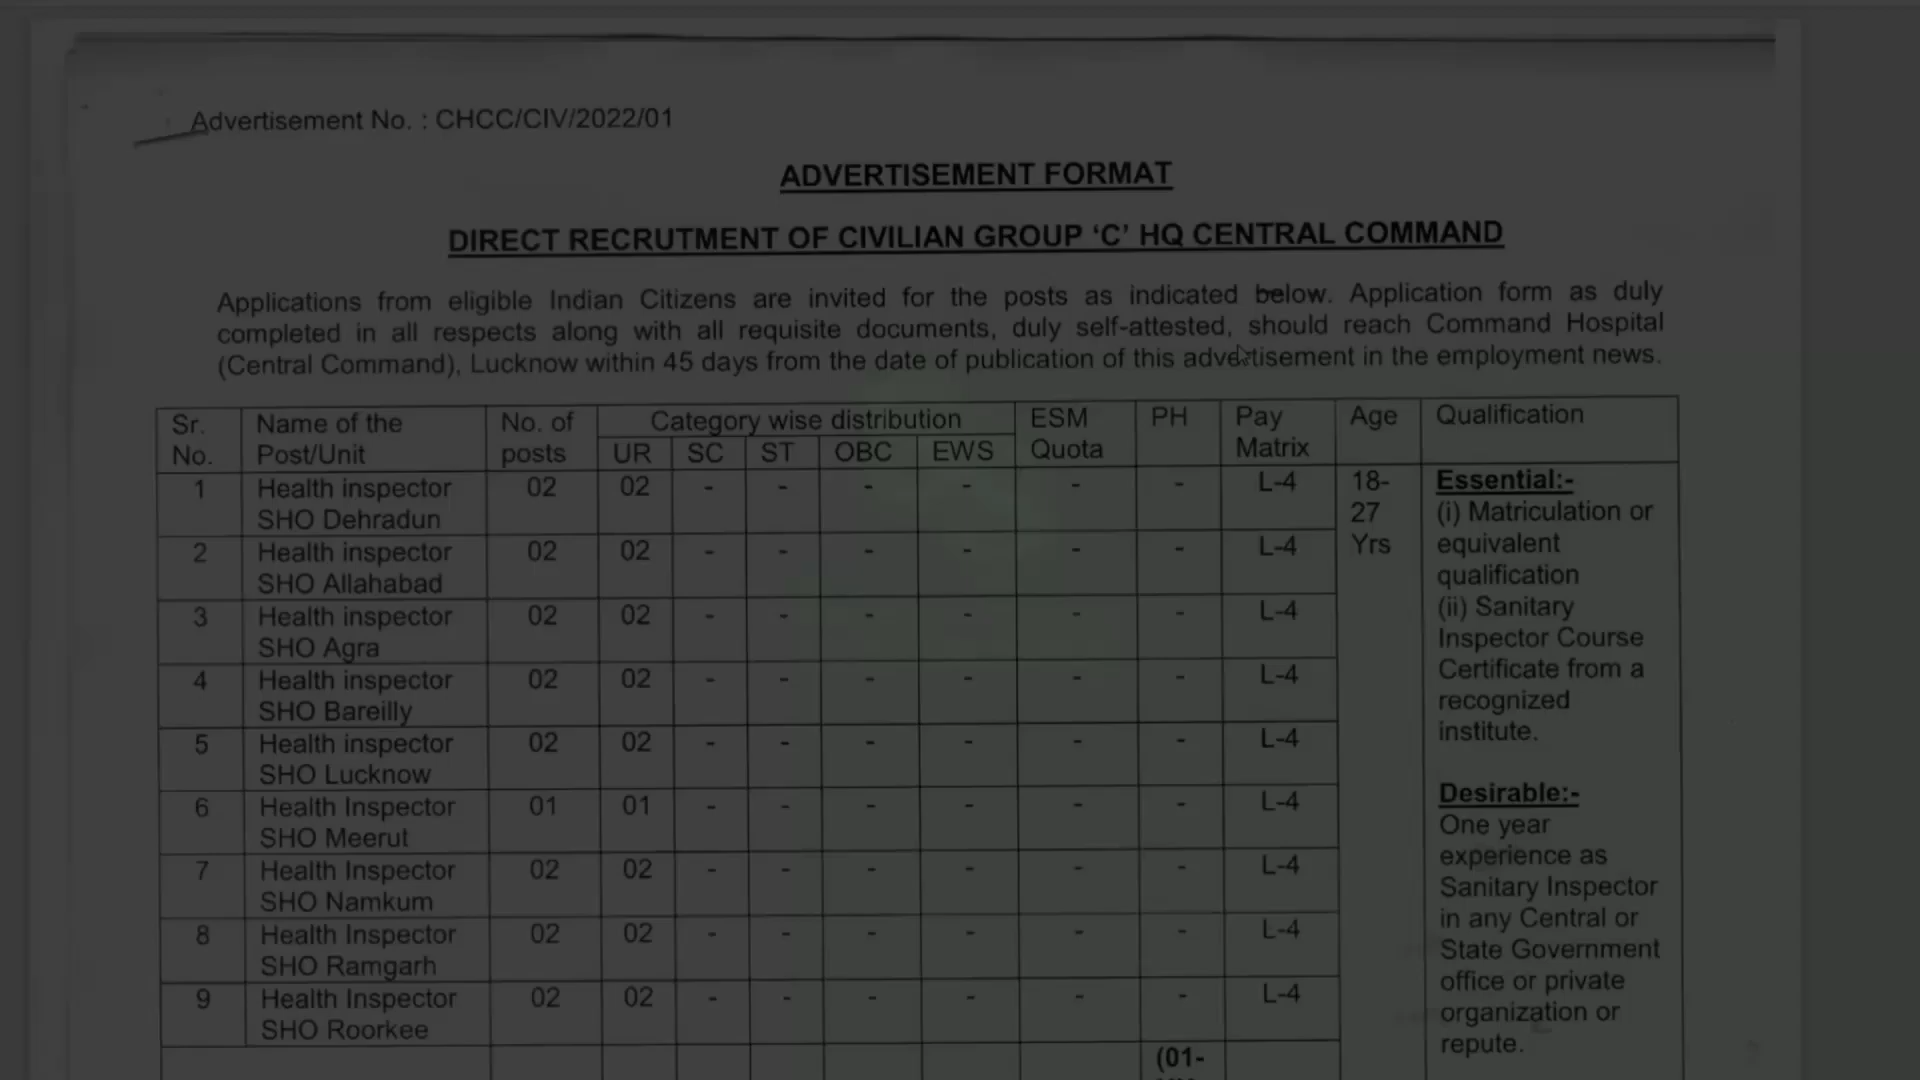 Advertisement No. : CHCC/CIV/2022/01
ADVERTISEMENT FORMAT
DIRECT RECRUTMENT OF CIVILIAN GROUP ‘C’ HQ CENTRAL COMMAND
Applications from eligible Indian Citizens are invited for the posts as indicated below. Application form as duly
completed in all respects along with all requisite documents, duly self-attested, should reach Command Hospital
(Central Command), Lucknow within 45 days from the date of publication of this advertisement in the employment news.
Sr. No. Name of the Post/Unit No. of posts Category wise distribution ESM Quota PH Pay Matrix Age Qualification
UR SC ST OBC EWS
1 Health inspector SHO Dehradun 02 02 - - - - - - L-4
2 Health inspector SHO Allahabad 02 02 - - - - - - L-4
3 Health inspector SHO Agra 02 02 - - - - - - L-4
4 Health inspector SHO Bareilly 02 02 - - - - - - L-4
5 Health inspector SHO Lucknow 02 02 - - - - - - L-4
6 Health Inspector SHO Meerut 01 01 - - - - - - L-4
7 Health Inspector SHO Namkum 02 02 - - - - - - L-4
8 Health Inspector SHO Ramgarh 02 02 - - - - - - L-4
9 Health Inspector SHO Roorkee 02 02 - - - - - - L-4
(01-
18-
27
Yrs
Essential:-
(i) Matriculation or
equivalent
qualification
(ii) Sanitary
Inspector Course
Certificate from a
recognized
institute.
Desirable:-
One year
experience as
Sanitary Inspector
in any Central or
State Government
office or private
organization or
repute.